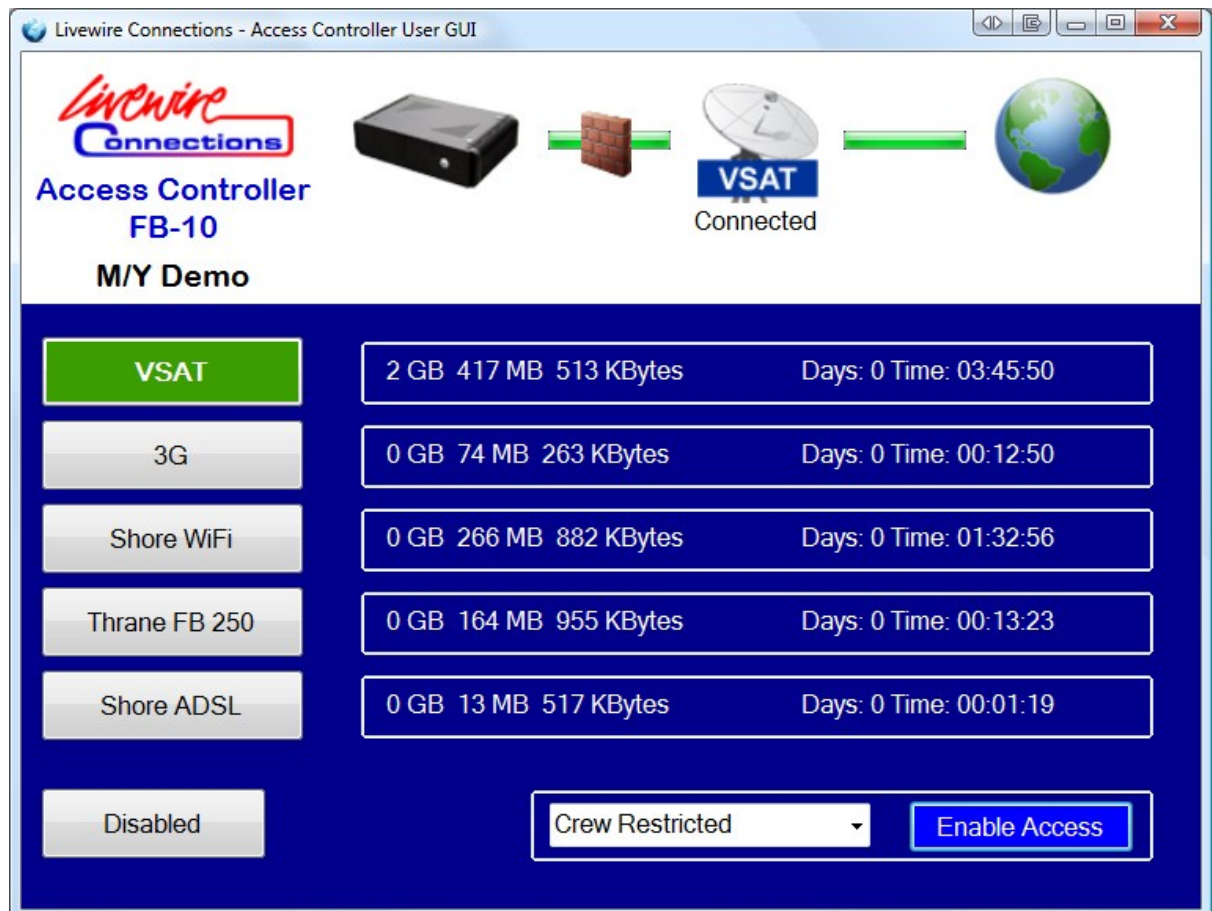 Livewire Connections - Access Controller User GUI
Livewire
Connections
Access Controller
FB-10
M/Y Demo
VSAT
Connected
VSAT 2 GB 417 MB 513 KBytes Days: 0 Time: 03:45:50
3G 0 GB 74 MB 263 KBytes Days: 0 Time: 00:12:50
Shore WiFi 0 GB 266 MB 882 KBytes Days: 0 Time: 01:32:56
Thrane FB 250 0 GB 164 MB 955 KBytes Days: 0 Time: 00:13:23
Shore ADSL 0 GB 13 MB 517 KBytes Days: 0 Time: 00:01:19
Disabled Crew Restricted Enable Access